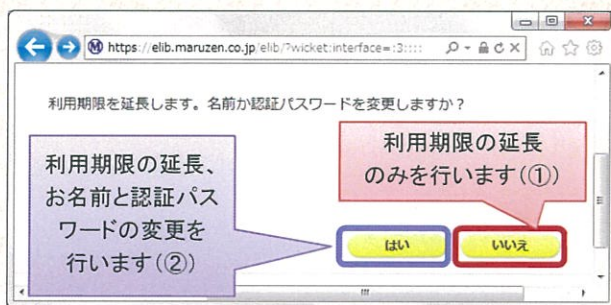 https://elib.maruzen.co.jp/elib/?wicket:interface=:3::::
利用期限を延長します。名前か認証パスワードを変更しますか？
利用期限の延長
のみを行います(①)
利用期限の延長、
お名前と認証パス
ワードの変更を
行います(②)
はい
いいえ